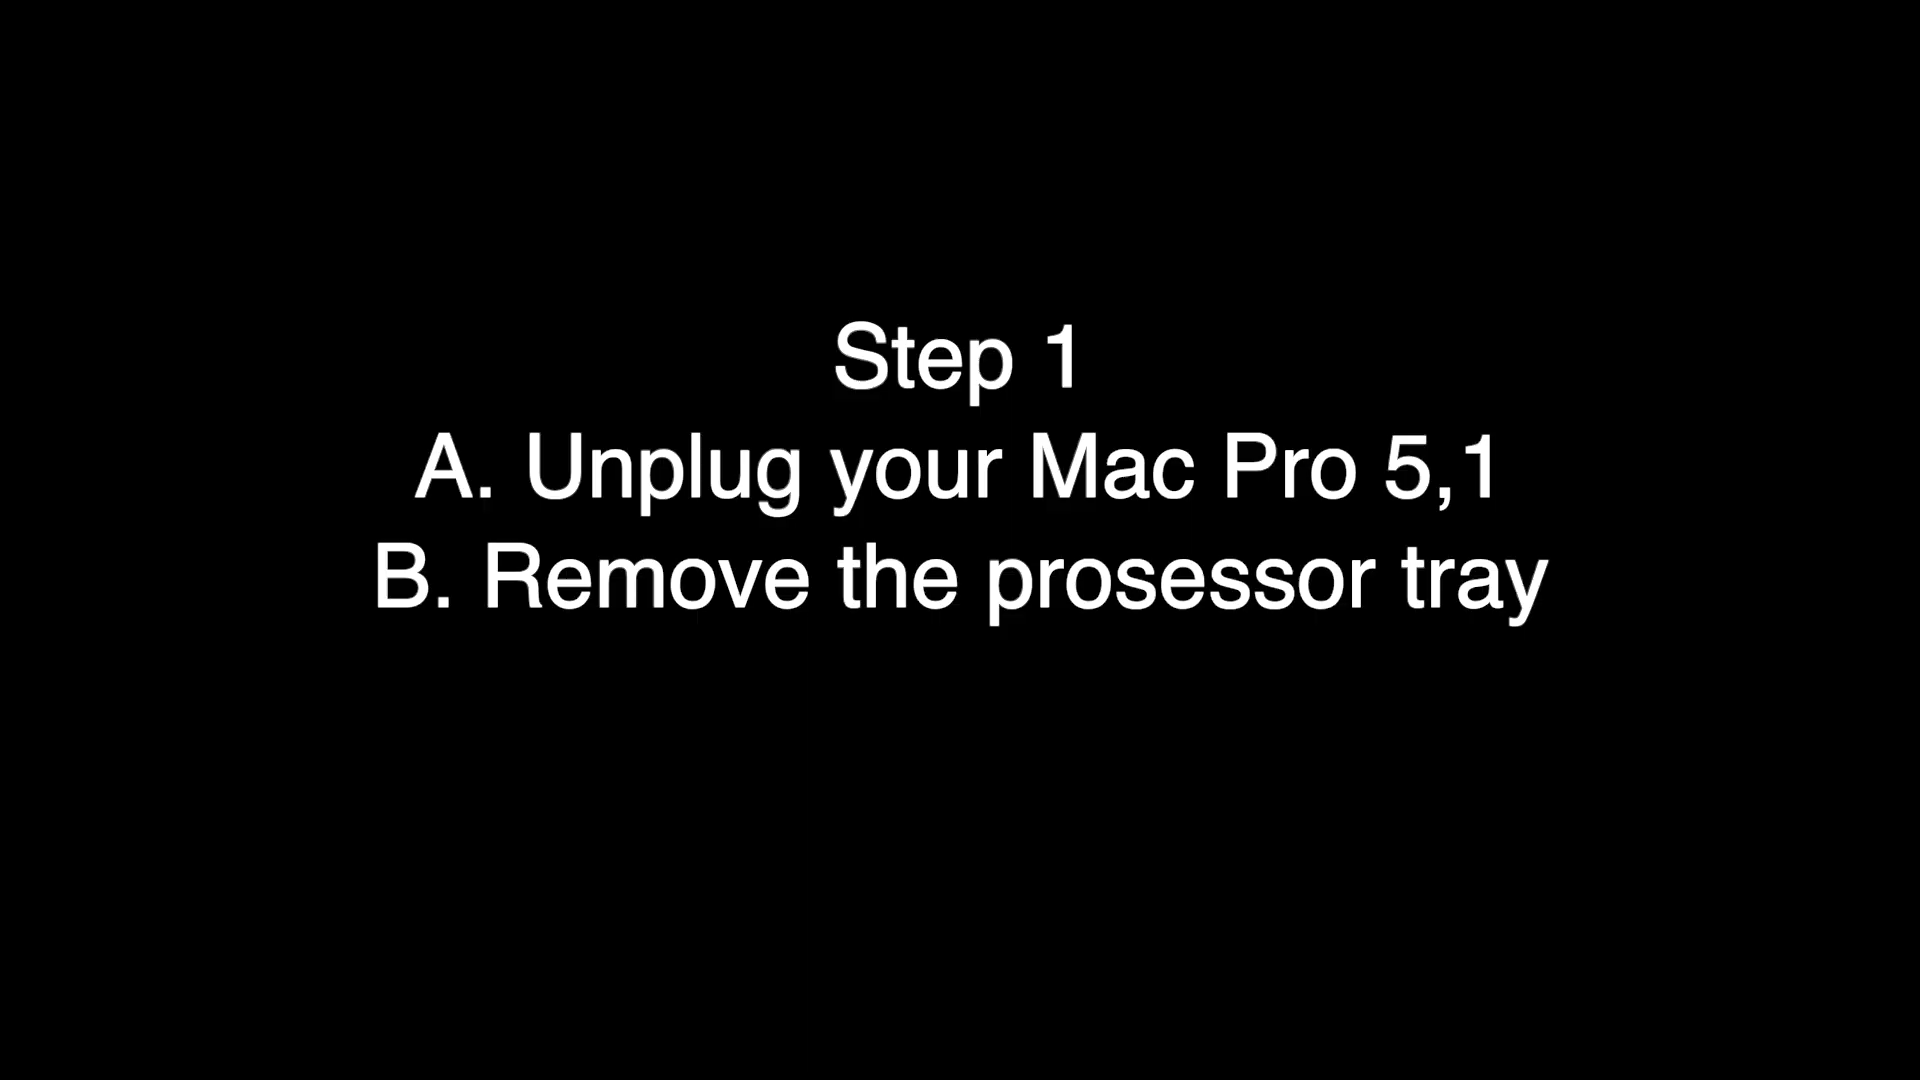 Step 1
A. Unplug your Mac Pro 5,1
B. Remove the prosessor tray